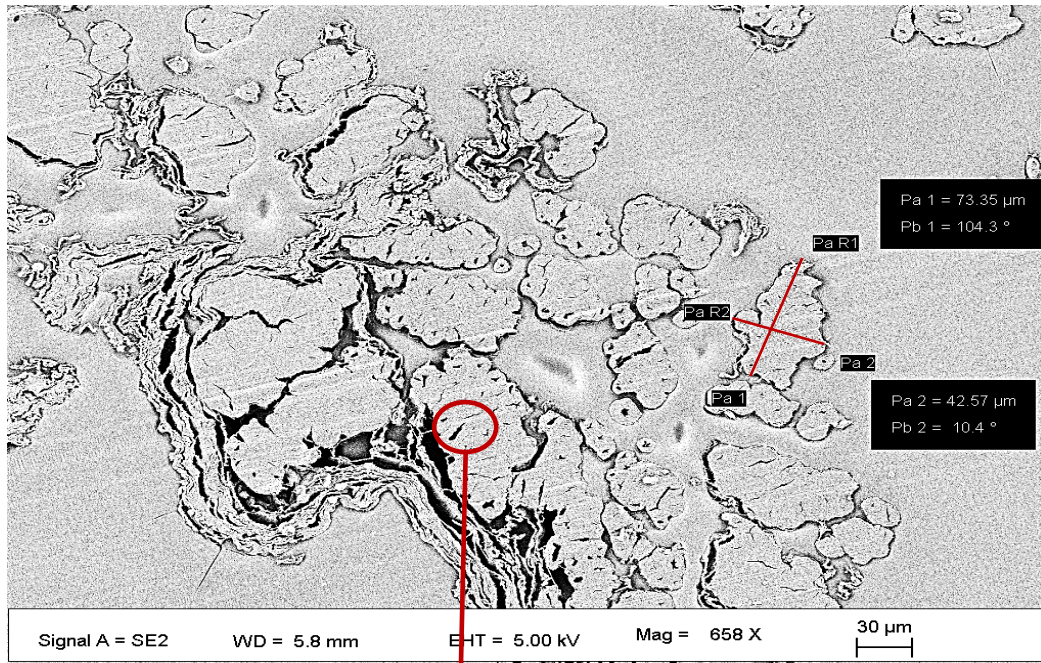 Pa 1 = 73.35 µm
Pb 1 = 104.3 °
Pa R1
Pa R2
Pa 2
Pa 1
Pa 2 = 42.57 µm
Pb 2 = 10.4 °
Signal A = SE2 WD = 5.8 mm EHT = 5.00 kV Mag = 658 X 30 µm